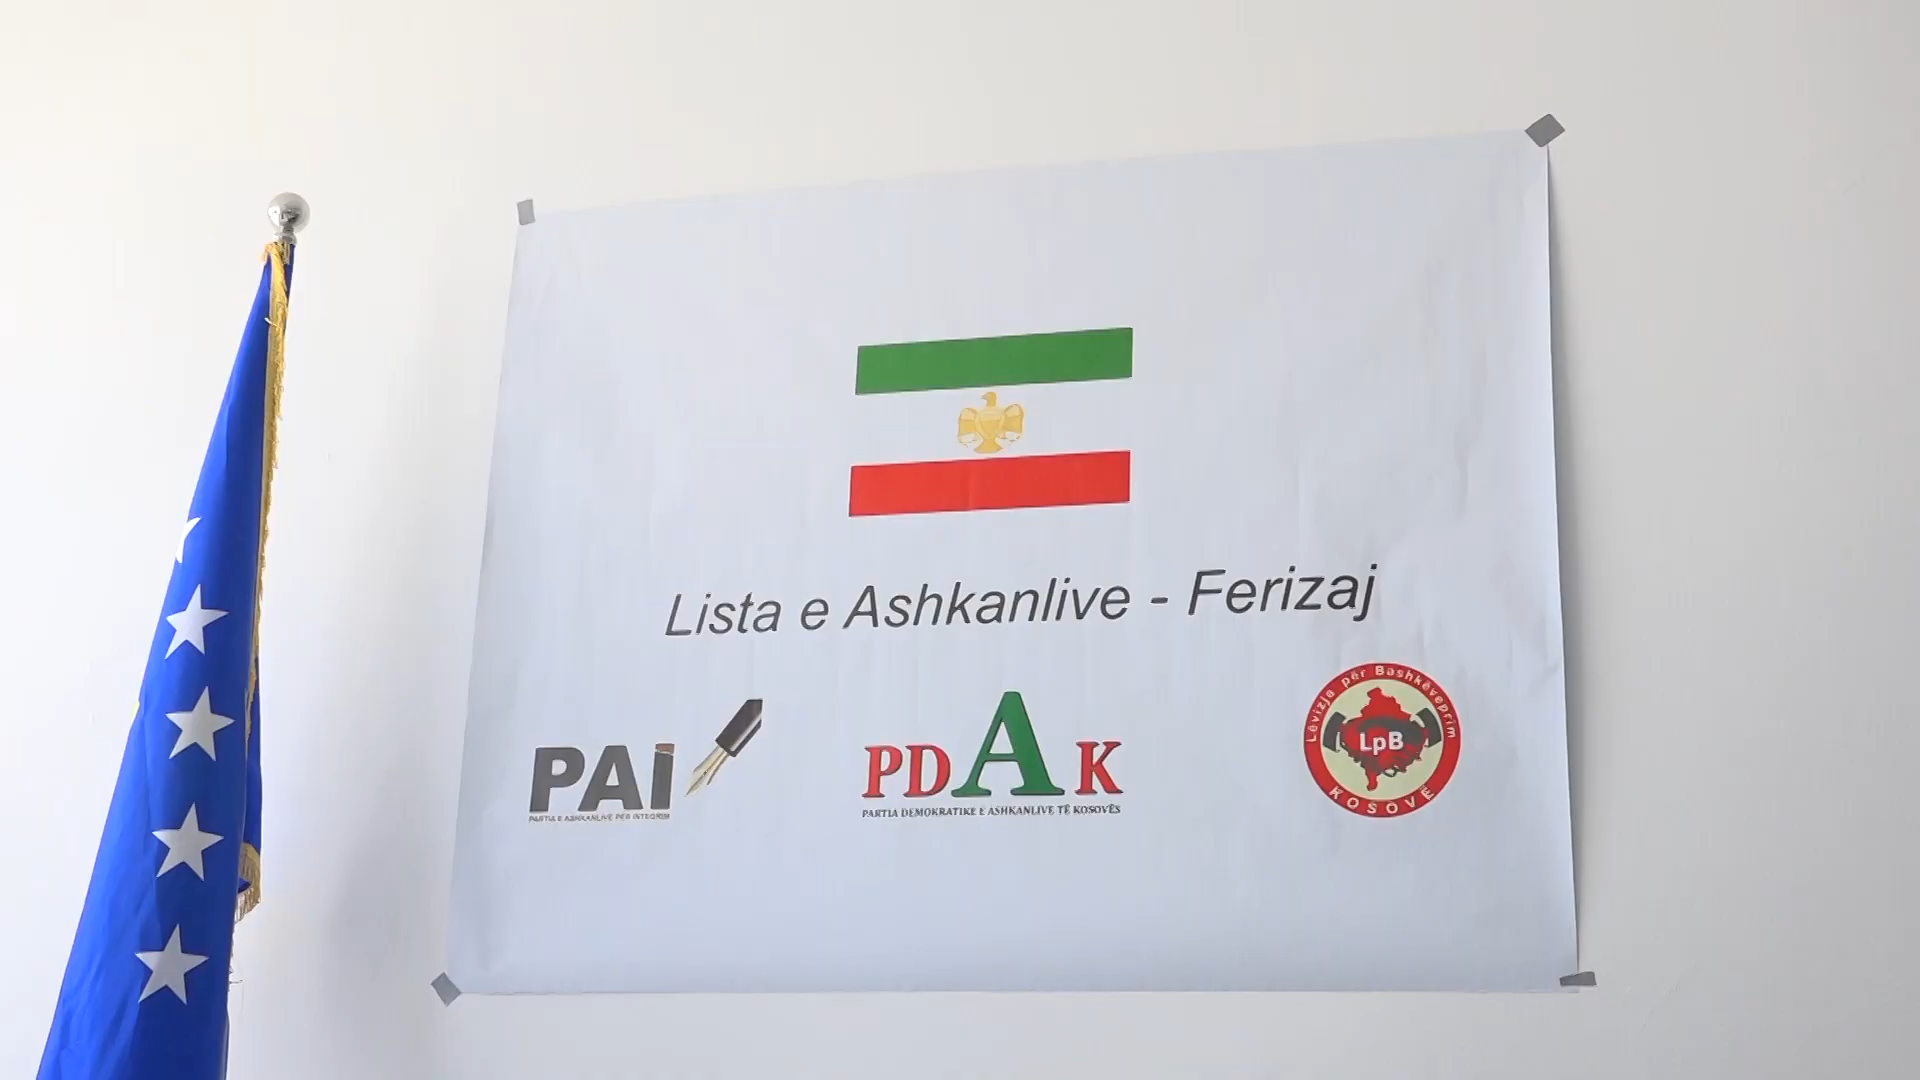 Lista e Ashkanlive - Ferizaj
PAi
PARTIA E ASHKANLIVE PËR INTEGRIM
PDAK
PARTIA DEMOKRATIKE E ASHKANLIVE TË KOSOVËS
Lëvizja për Bashkëveprim
LpB
KOSOVË